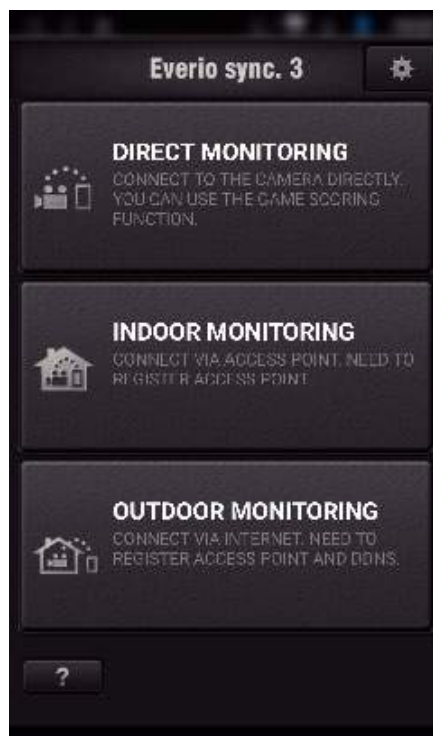 Everio sync. 3
DIRECT MONITORING
CONNECT TO THE CAMERA DIRECTLY.
YOU CAN USE THE GAME SCORING
FUNCTION.
INDOOR MONITORING
CONNECT VIA ACCESS POINT. NEED TO
REGISTER ACCESS POINT.
OUTDOOR MONITORING
CONNECT VIA INTERNET. NEED TO
REGISTER ACCESS POINT AND DDNS.
?